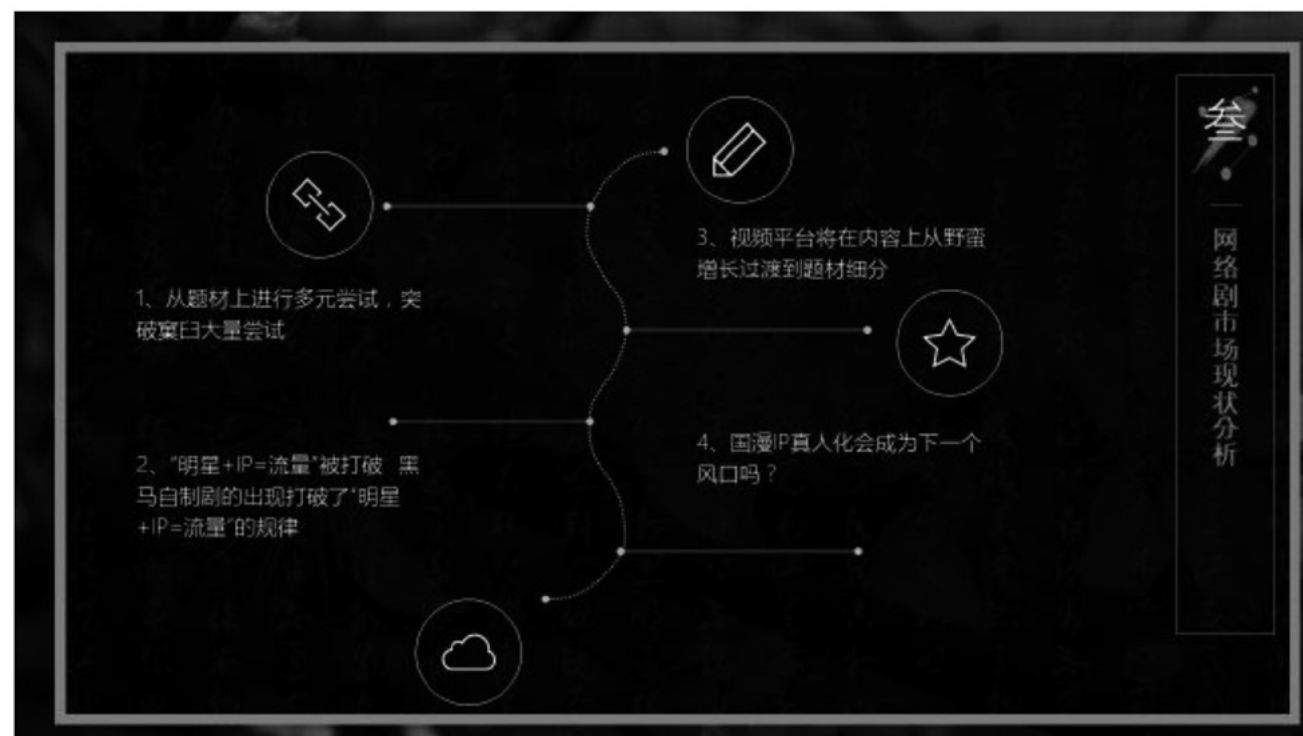 叁
网络剧市场现状分析
1、从题材上进行多元尝试，突
破窠臼大量尝试
2、“明星+IP=流量”被打破 黑
马自制剧的出现打破了“明星
+IP=流量”的规律
3、视频平台将在内容上从野蛮
增长过渡到题材细分
4、国漫IP真人化会成为下一个
风口吗？